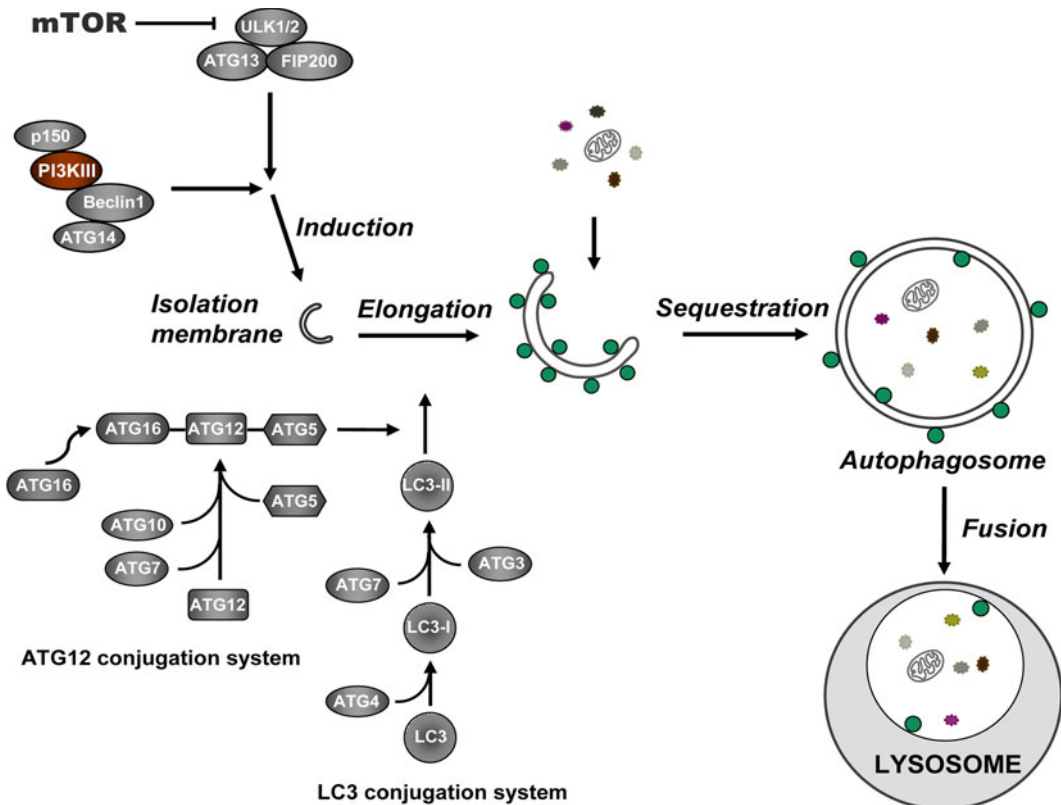 mTOR
ULK1/2
ATG13
FIP200
p150
PI3KIII
Beclin1
ATG14
Induction
Isolation
membrane
Elongation
Sequestration
Autophagosome
Fusion
LYSOSOME
ATG16
ATG12
ATG5
ATG16
ATG5
ATG10
ATG7
ATG12
ATG12 conjugation system
LC3-II
ATG7
ATG3
LC3-I
ATG4
LC3
LC3 conjugation system